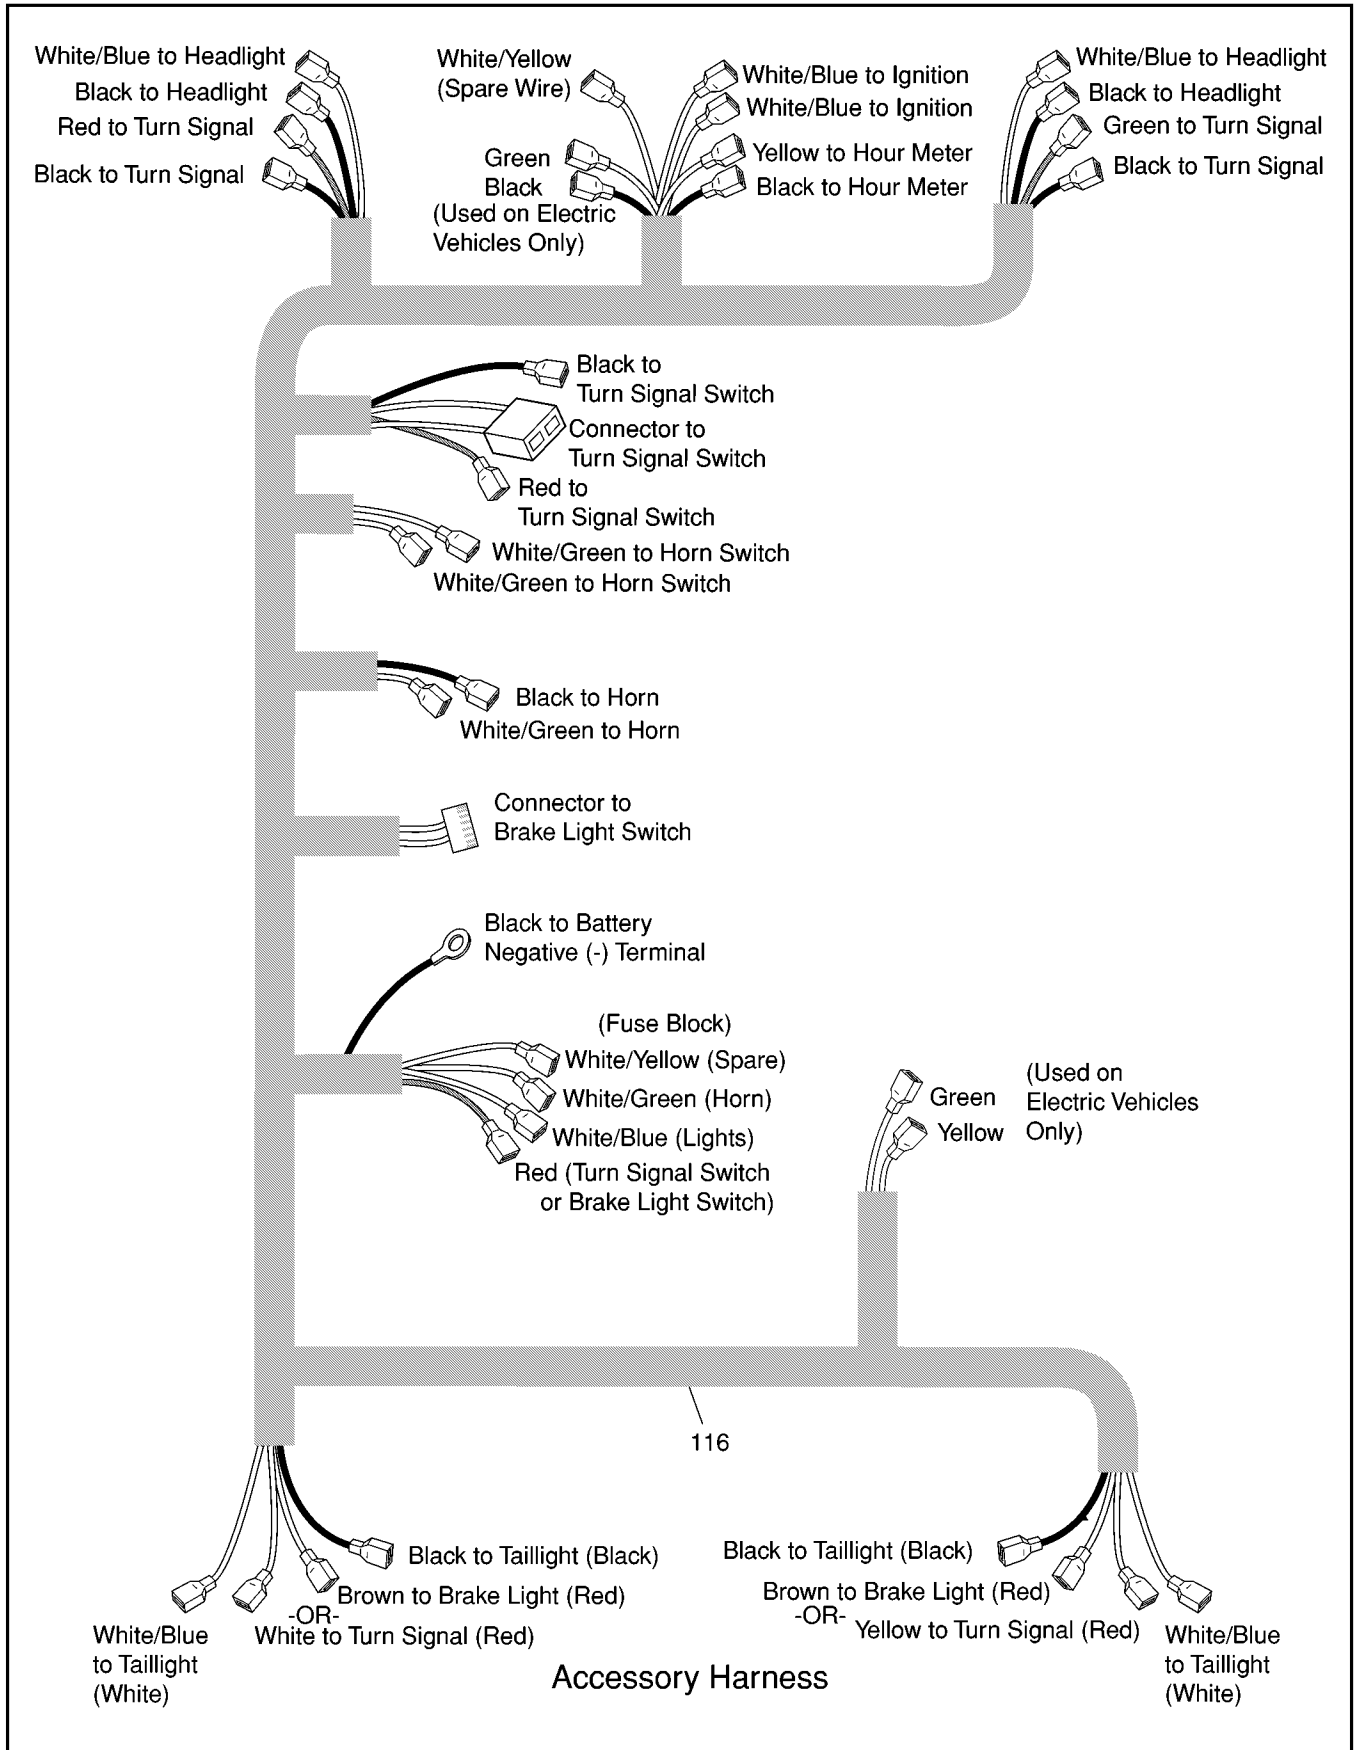 White/Blue to Headlight
Black to Headlight
Red to Turn Signal
Black to Turn Signal
White/Yellow
(Spare Wire)
Green
Black
(Used on Electric
Vehicles Only)
White/Blue to Ignition
White/Blue to Ignition
Yellow to Hour Meter
Black to Hour Meter
White/Blue to Headlight
Black to Headlight
Green to Turn Signal
Black to Turn Signal
Black to
Turn Signal Switch
Connector to
Turn Signal Switch
Red to
Turn Signal Switch
White/Green to Horn Switch
White/Green to Horn Switch
Black to Horn
White/Green to Horn
Connector to
Brake Light Switch
Black to Battery
Negative (-) Terminal
(Fuse Block)
White/Yellow (Spare)
White/Green (Horn)
White/Blue (Lights)
Red (Turn Signal Switch
or Brake Light Switch)
Green
Yellow
(Used on
Electric Vehicles
Only)
116
Black to Taillight (Black)
Brown to Brake Light (Red)
-OR-
White to Turn Signal (Red)
White/Blue
to Taillight
(White)
Black to Taillight (Black)
Brown to Brake Light (Red)
-OR-
Yellow to Turn Signal (Red)
White/Blue
to Taillight
(White)
Accessory Harness